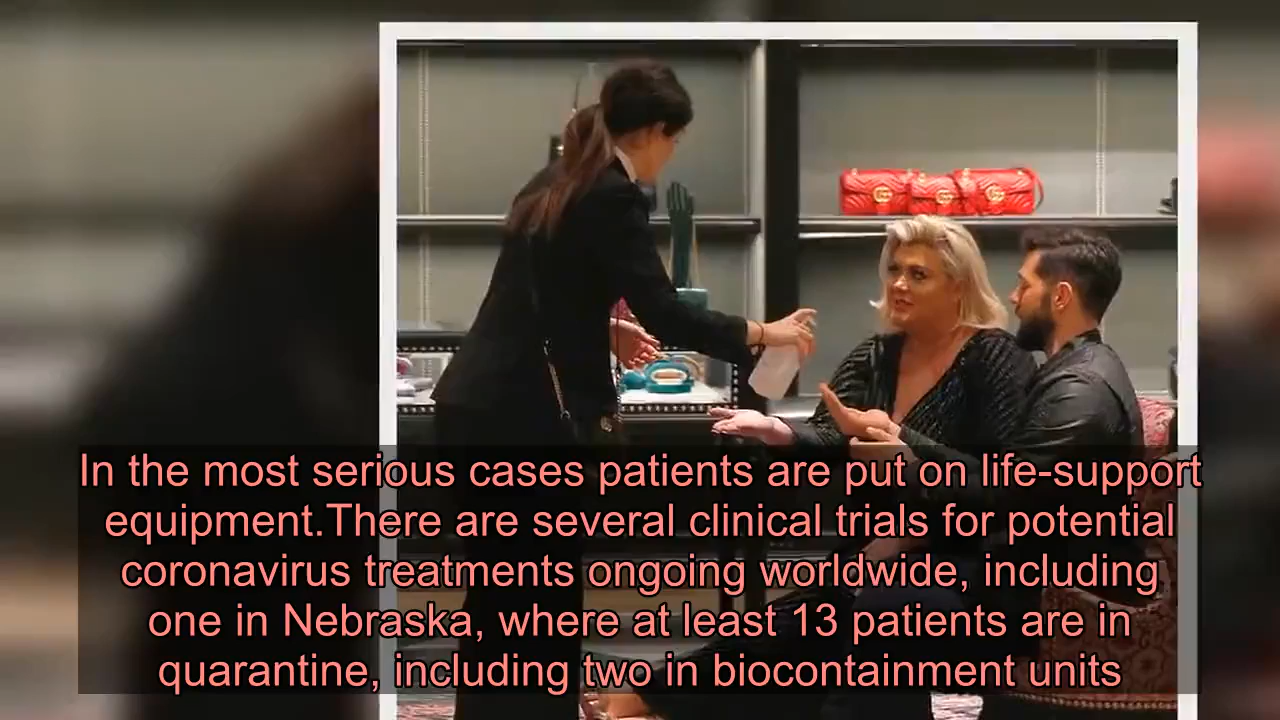 In the most serious cases patients are put on life-support
equipment.There are several clinical trials for potential
coronavirus treatments ongoing worldwide, including
one in Nebraska, where at least 13 patients are in
quarantine, including two in biocontainment units